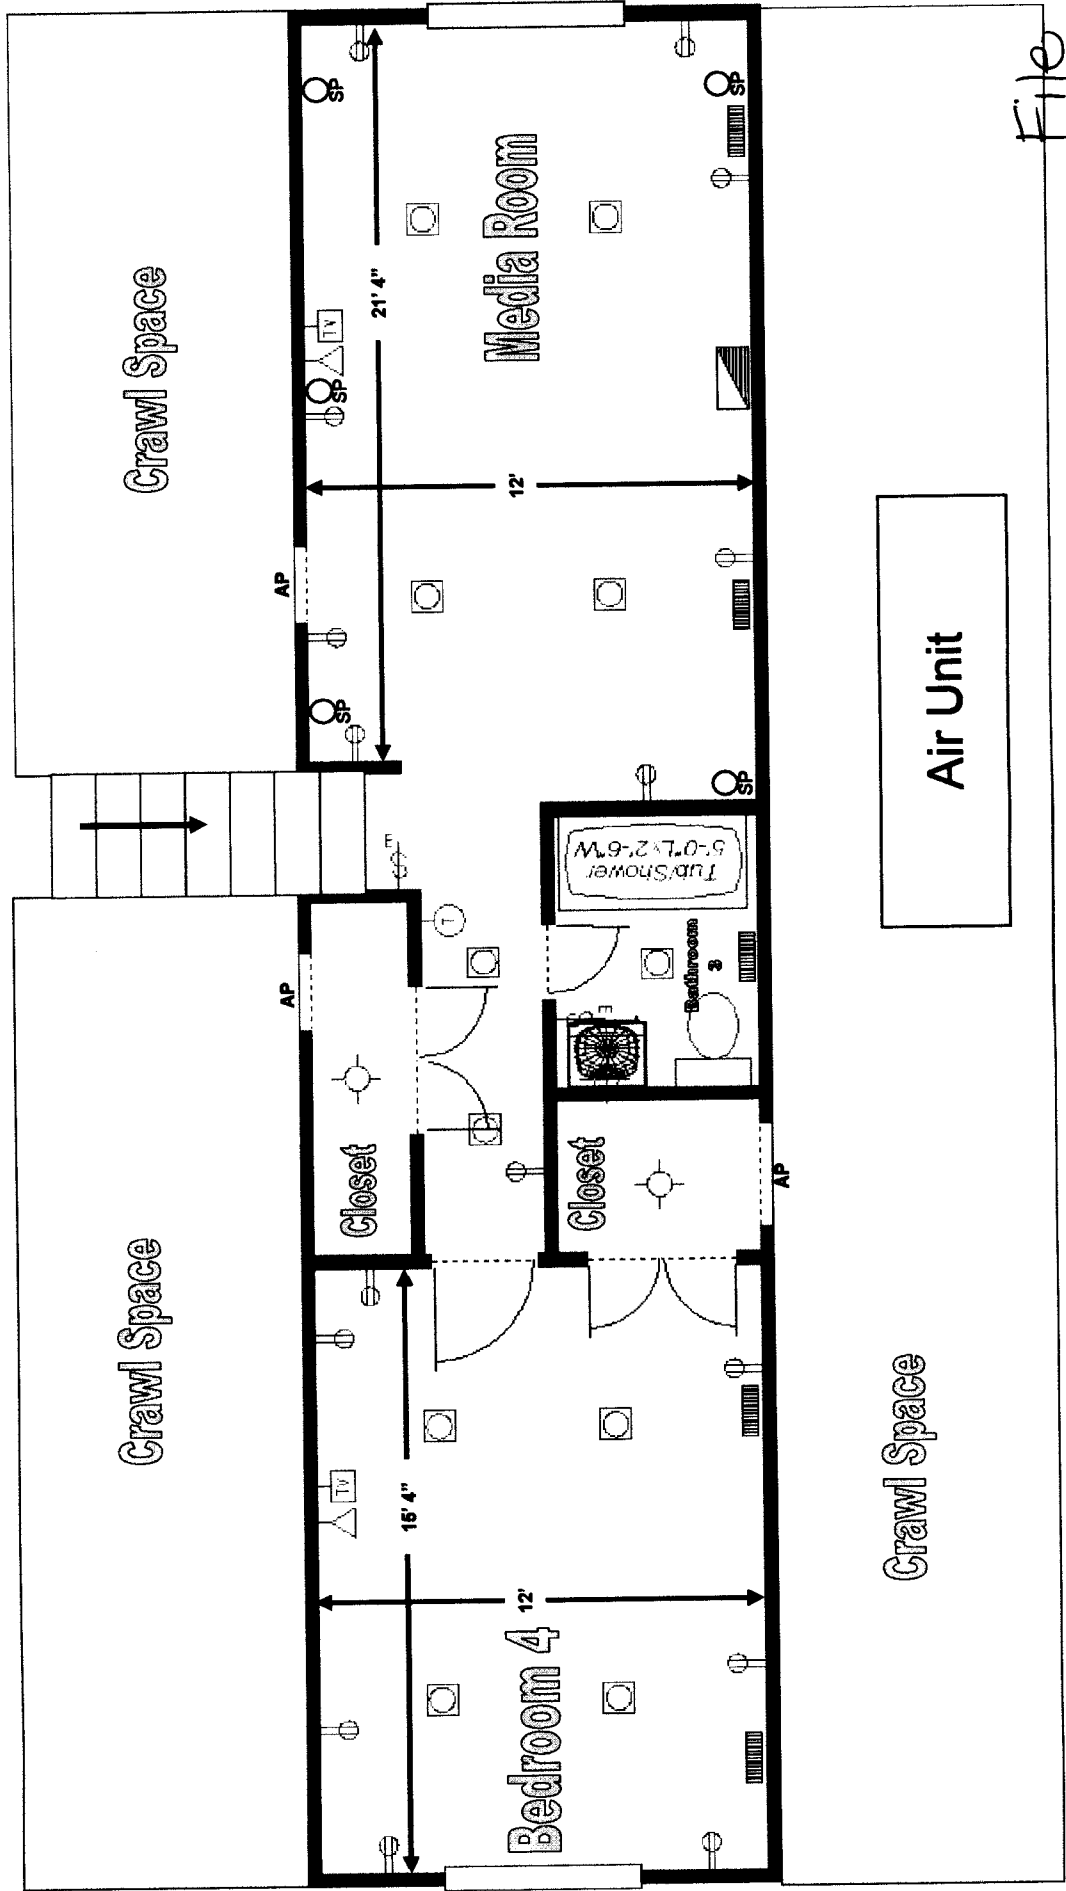 Crawl Space
Crawl Space
AP
AP
SP
SP
SP
TV
21' 4"
12'
Media Room
SP
SP
E
T
Closet
Tub/Shower
5'-0"L x 2'-6"W
Bathroom
3
E
Closet
AP
TV
15' 4"
12'
Bedroom 4
Crawl Space
Air Unit
File